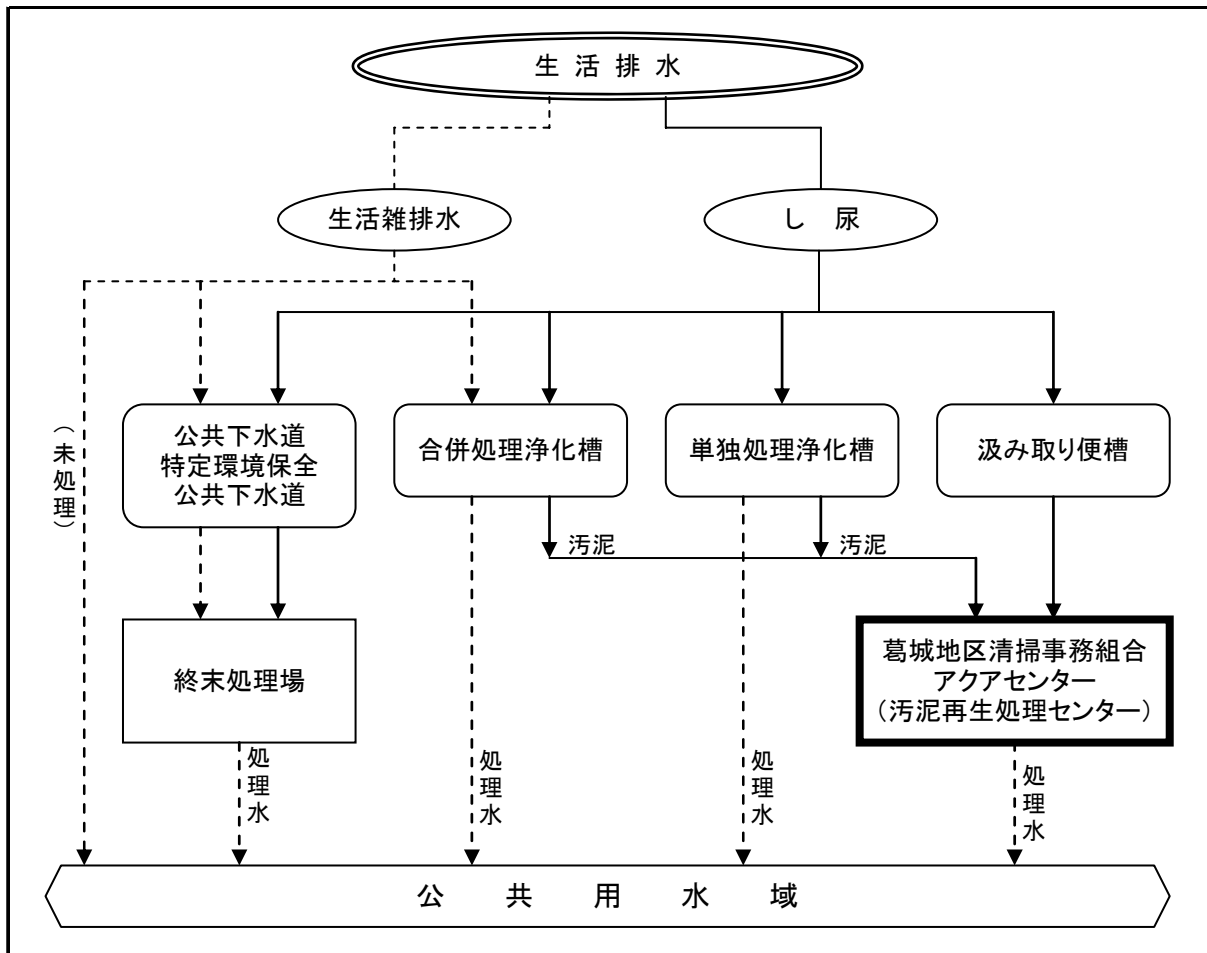 生活排水
生活雑排水
し尿
（未処理）
公共下水道
特定環境保全
公共下水道
合併処理浄化槽
単独処理浄化槽
汲み取り便槽
汚泥
汚泥
終末処理場
葛城地区清掃事務組合
アクアセンター
（汚泥再生処理センター）
処理水
処理水
処理水
処理水
公共用水域